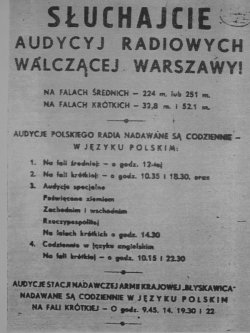 SŁUCHAJCIE
AUDYCYJ RADIOWYCH
WALCZĄCEJ WARSZAWY!
NA FALACH ŚREDNICH – 224 m. lub 251 m.
NA FALACH KRÓTKICH – 32,8 m. i 52.1 m.
AUDYCJE POLSKIEGO RADIA NADAWANE SĄ CODZIENNIE –
W JĘZYKU POLSKIM:
1. Na fali średniej – o godz. 12-tej
2. Na fali krótkiej – o godz. 10.35 i 18.30. oraz
3. Audycje specjalne
Poświęcone ziemiom
Zachodnim i wschodnim
Rzeczypospolitej
Na falach krótkich o godz. 14.30
4. Codziennie w języku angielskim
Na fali krótkiej – o godz. 10.15 i 22.30
AUDYCJE STACJI NADAWCZEJ ARMII KRAJOWEJ „BŁYSKAWICA"
NADAWANE SĄ CODZIENNIE W JĘZYKU POLSKIM
NA FALI KRÓTKIEJ – O godz. 9.45. 14. 19.30 i 22